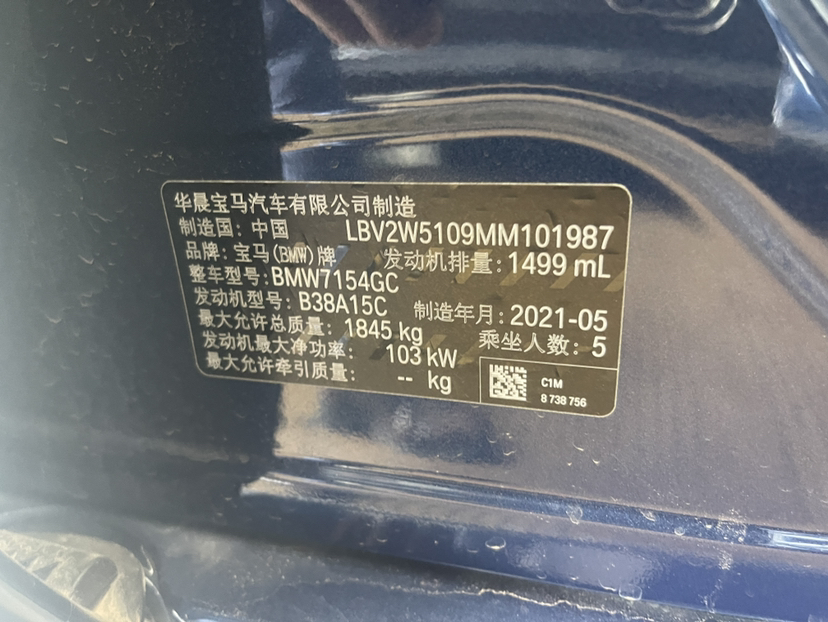 华晨宝马汽车有限公司制造
制造国: 中国 LBV2W5109MM101987
品牌: 宝马(BMW)牌 发动机排量: 1499 mL
整车型号: BMW7154GC
发动机型号: B38A15C 制造年月: 2021-05
最大允许总质量: 1845 kg 乘坐人数: 5
发动机最大净功率: 103 kW
最大允许牵引质量: -- kg
C1M
8 738 756